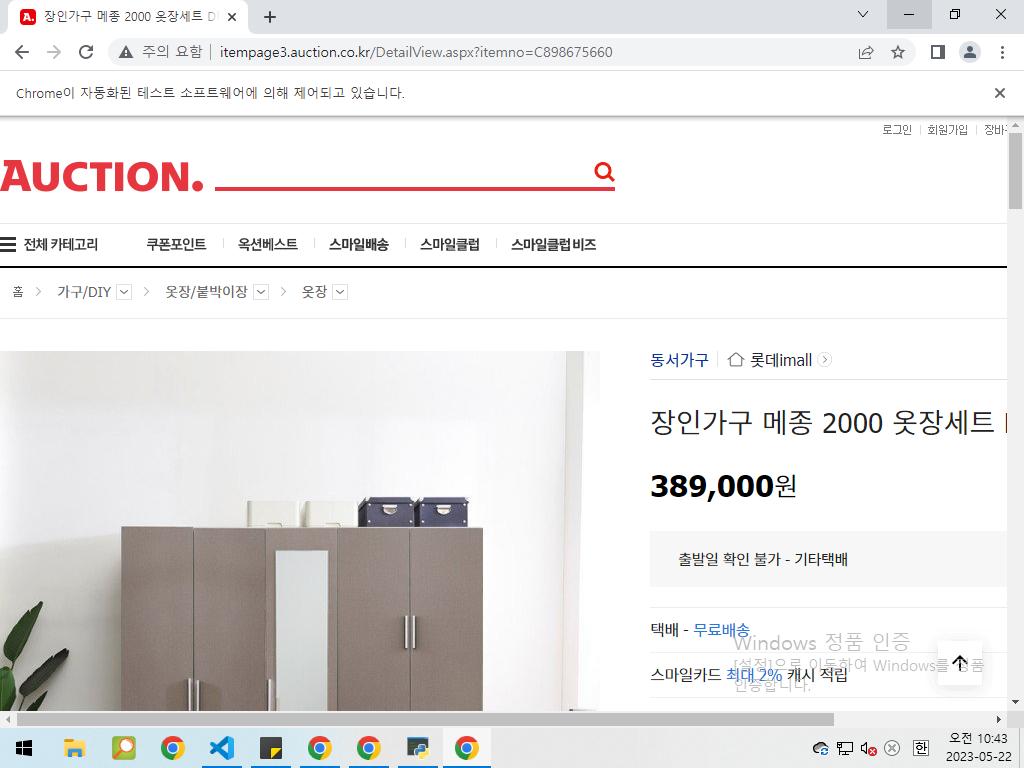 장인가구 메종 2000 옷장세트 D
주의 요함
itempage3.auction.co.kr/DetailView.aspx?itemno=C898675660
Chrome이 자동화된 테스트 소프트웨어에 의해 제어되고 있습니다.
로그인 회원가입 장바
AUCTION.
전체 카테고리 쿠폰포인트 옥션베스트 스마일배송 스마일클럽 스마일클럽 비즈
홈 가구/DIY 옷장/붙박이장 옷장
동서가구 롯데imall
장인가구 메종 2000 옷장세트
389,000원
출발일 확인 불가 - 기타택배
택배 - 무료배송
Windows 정품 인증
[설정]으로 이동하여 Windows를 정품
인증합니다.
스마일카드 최대 2% 캐시 적립
한
오전 10:43
2023-05-22